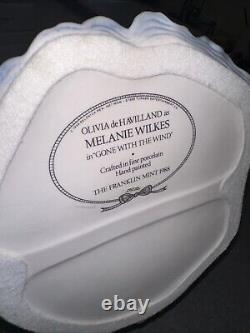 OLIVIA de HAVILLAND as
MELANIE WILKES
in "GONE WITH THE WIND"
Crafted in fine porcelain
Hand painted
THE FRANKLIN MINT 1988